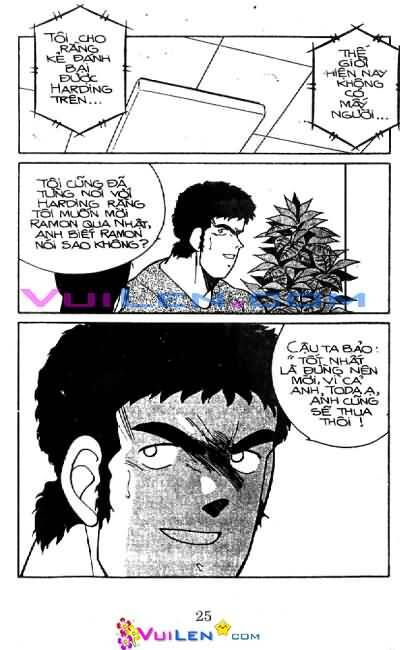 THẾ
GIỚI
HIỆN NAY
KHÔNG
CÓ
MẤY
NGƯỜI...
TÔI CHO
RẰNG
KẺ ĐÁNH
BẠI
ĐƯỢC
HARDING
TRÊN...
TÔI CŨNG ĐÃ
TỪNG NÓI VỚI
HARDING RẰNG
TÔI MUỐN MỜI
RAMON QUA NHẬT,
ANH BIẾT RAMON
NÓI SAO KHÔNG?
VUILEN.COM
CẬU TA BẢO:
"TỐT NHẤT
LÀ ĐỪNG NÊN
MỜI, VÌ CẢ
ANH, TODA Ạ,
ANH CŨNG
SẼ THUA
THÔI!
25
VUILEN.COM